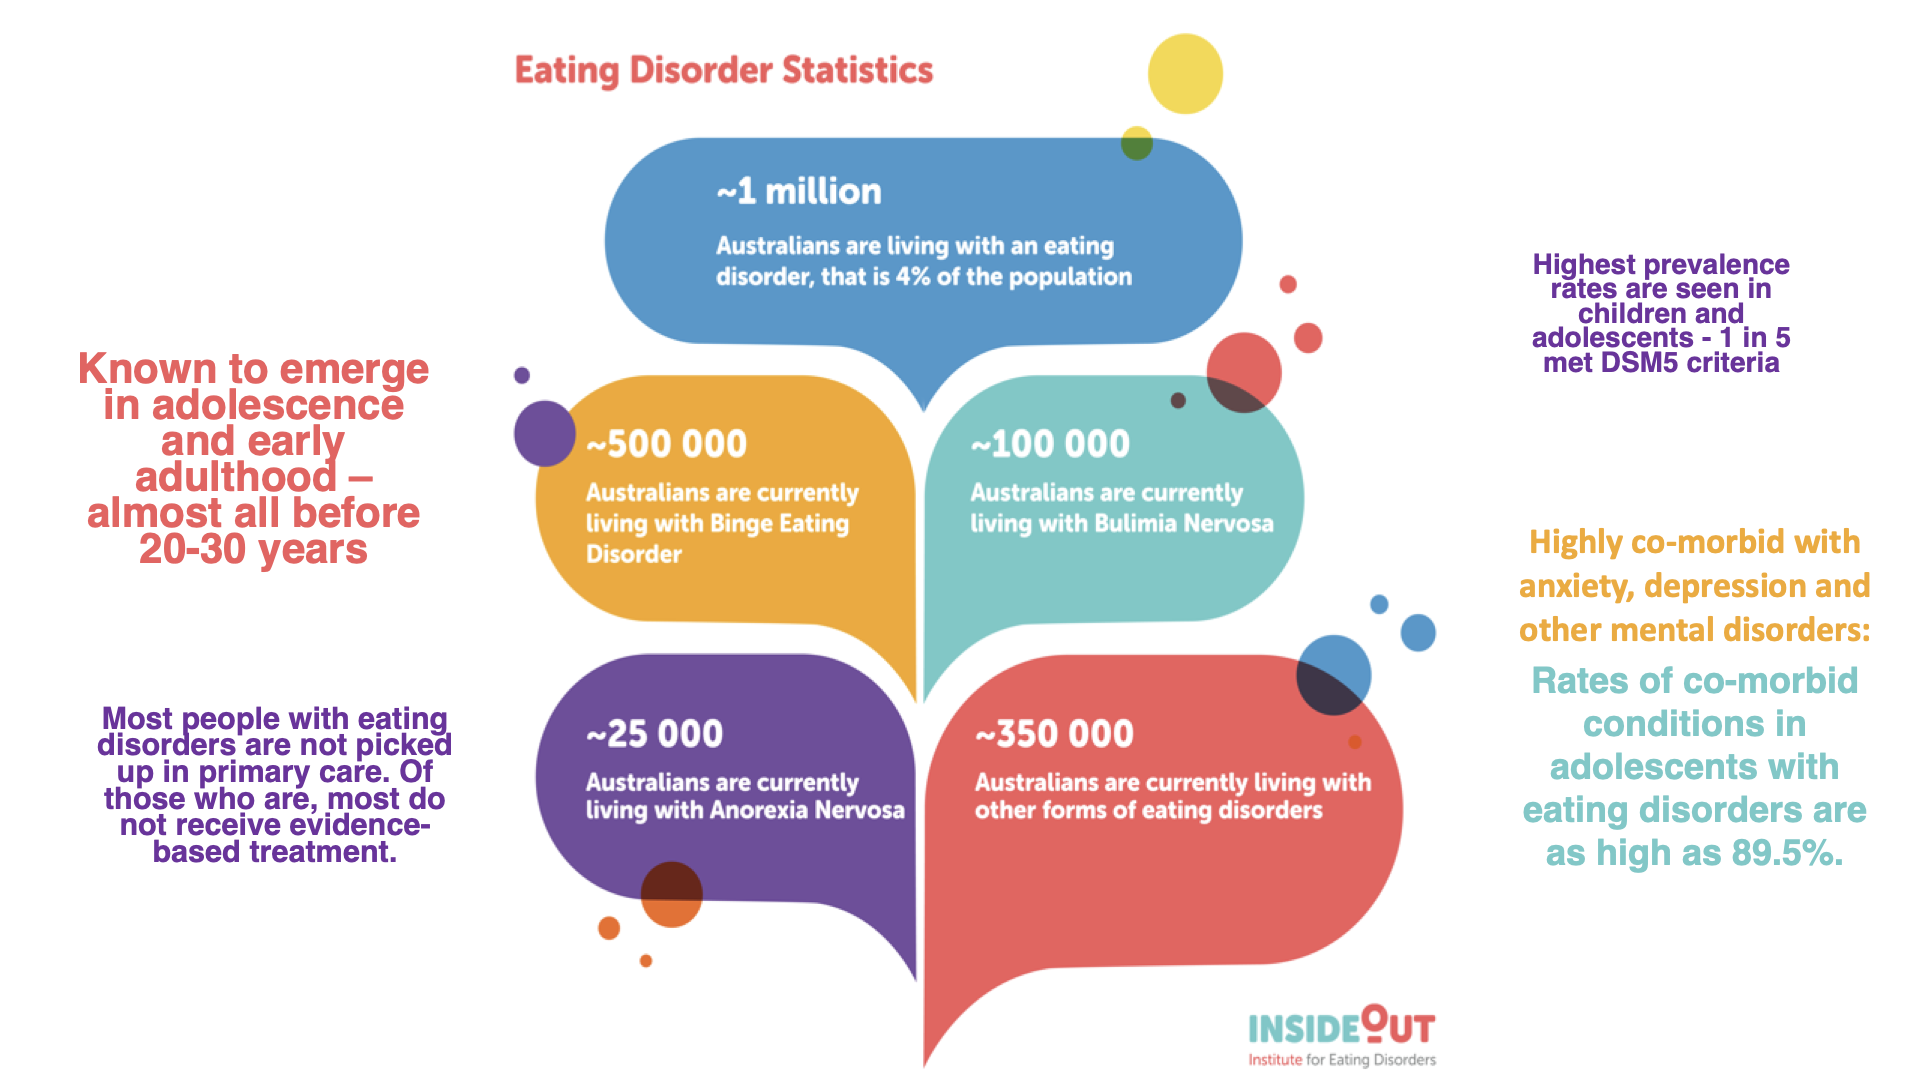 Eating Disorder Statistics
~1 million
Australians are living with an eating
disorder, that is 4% of the population
Known to emerge
in adolescence
and early
adulthood –
almost all before
20-30 years
Most people with eating
disorders are not picked
up in primary care. Of
those who are, most do
not receive evidence-
based treatment.
~500 000
Australians are currently
living with Binge Eating
Disorder
~100 000
Australians are currently
living with Bulimia Nervosa
~25 000
Australians are currently
living with Anorexia Nervosa
~350 000
Australians are currently living with
other forms of eating disorders
Highest prevalence
rates are seen in
children and
adolescents - 1 in 5
met DSM5 criteria
Highly co-morbid with
anxiety, depression and
other mental disorders:
Rates of co-morbid
conditions in
adolescents with
eating disorders are
as high as 89.5%.
INSIDEOUT
Institute for Eating Disorders